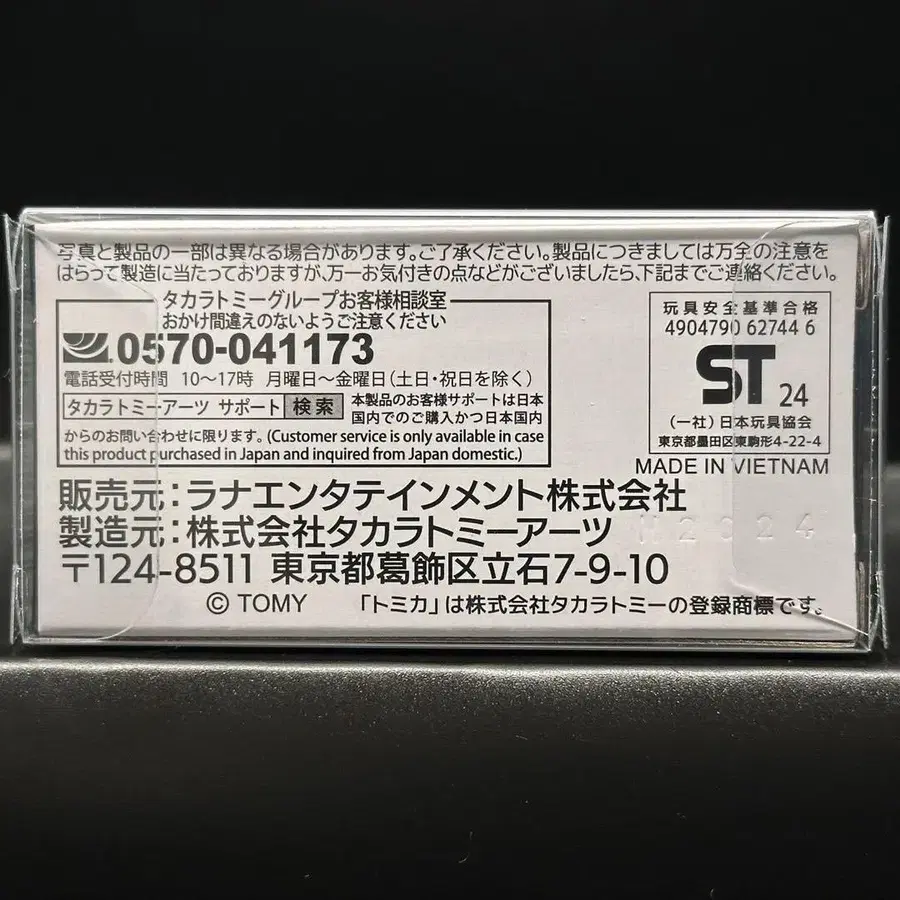 写真と製品の一部は異なる場合があります。ご了承ください。製品につきましては万全の注意を
はらって製造に当たっておりますが、万一お気付きの点などがございましたら、下記までご連絡ください。
タカラトミーグループお客様相談室
おかけ間違えのないようご注意ください
0570-041173
電話受付時間 10〜17時 月曜日〜金曜日(土日・祝日を除く)
タカラトミーアーツ サポート 検索
本製品のお客様サポートは日本
国内でのご購入かつ日本国内
からのお問い合わせに限ります。(Customer service is only available in case
this product purchased in Japan and inquired from Japan domestic.)
玩具安全基準合格
4904790 62744 6
ST 24
(一社)日本玩具協会
東京都墨田区東駒形4-22-4
MADE IN VIETNAM
販売元:ラナエンタテインメント株式会社
製造元:株式会社タカラトミーアーツ
〒124-8511 東京都葛飾区立石7-9-10
© TOMY 「トミカ」は株式会社タカラトミーの登録商標です。